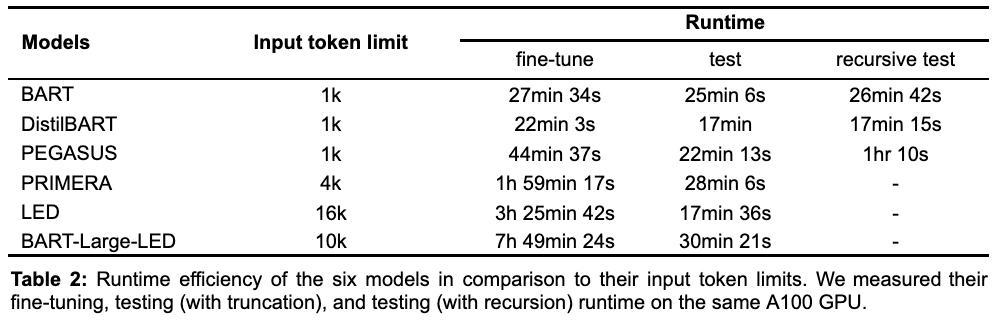 Models Input token limit Runtime
fine-tune test recursive test
BART 1k 27min 34s 25min 6s 26min 42s
DistilBART 1k 22min 3s 17min 17min 15s
PEGASUS 1k 44min 37s 22min 13s 1hr 10s
PRIMERA 4k 1h 59min 17s 28min 6s -
LED 16k 3h 25min 42s 17min 36s -
BART-Large-LED 10k 7h 49min 24s 30min 21s -
Table 2: Runtime efficiency of the six models in comparison to their input token limits. We measured their
fine-tuning, testing (with truncation), and testing (with recursion) runtime on the same A100 GPU.